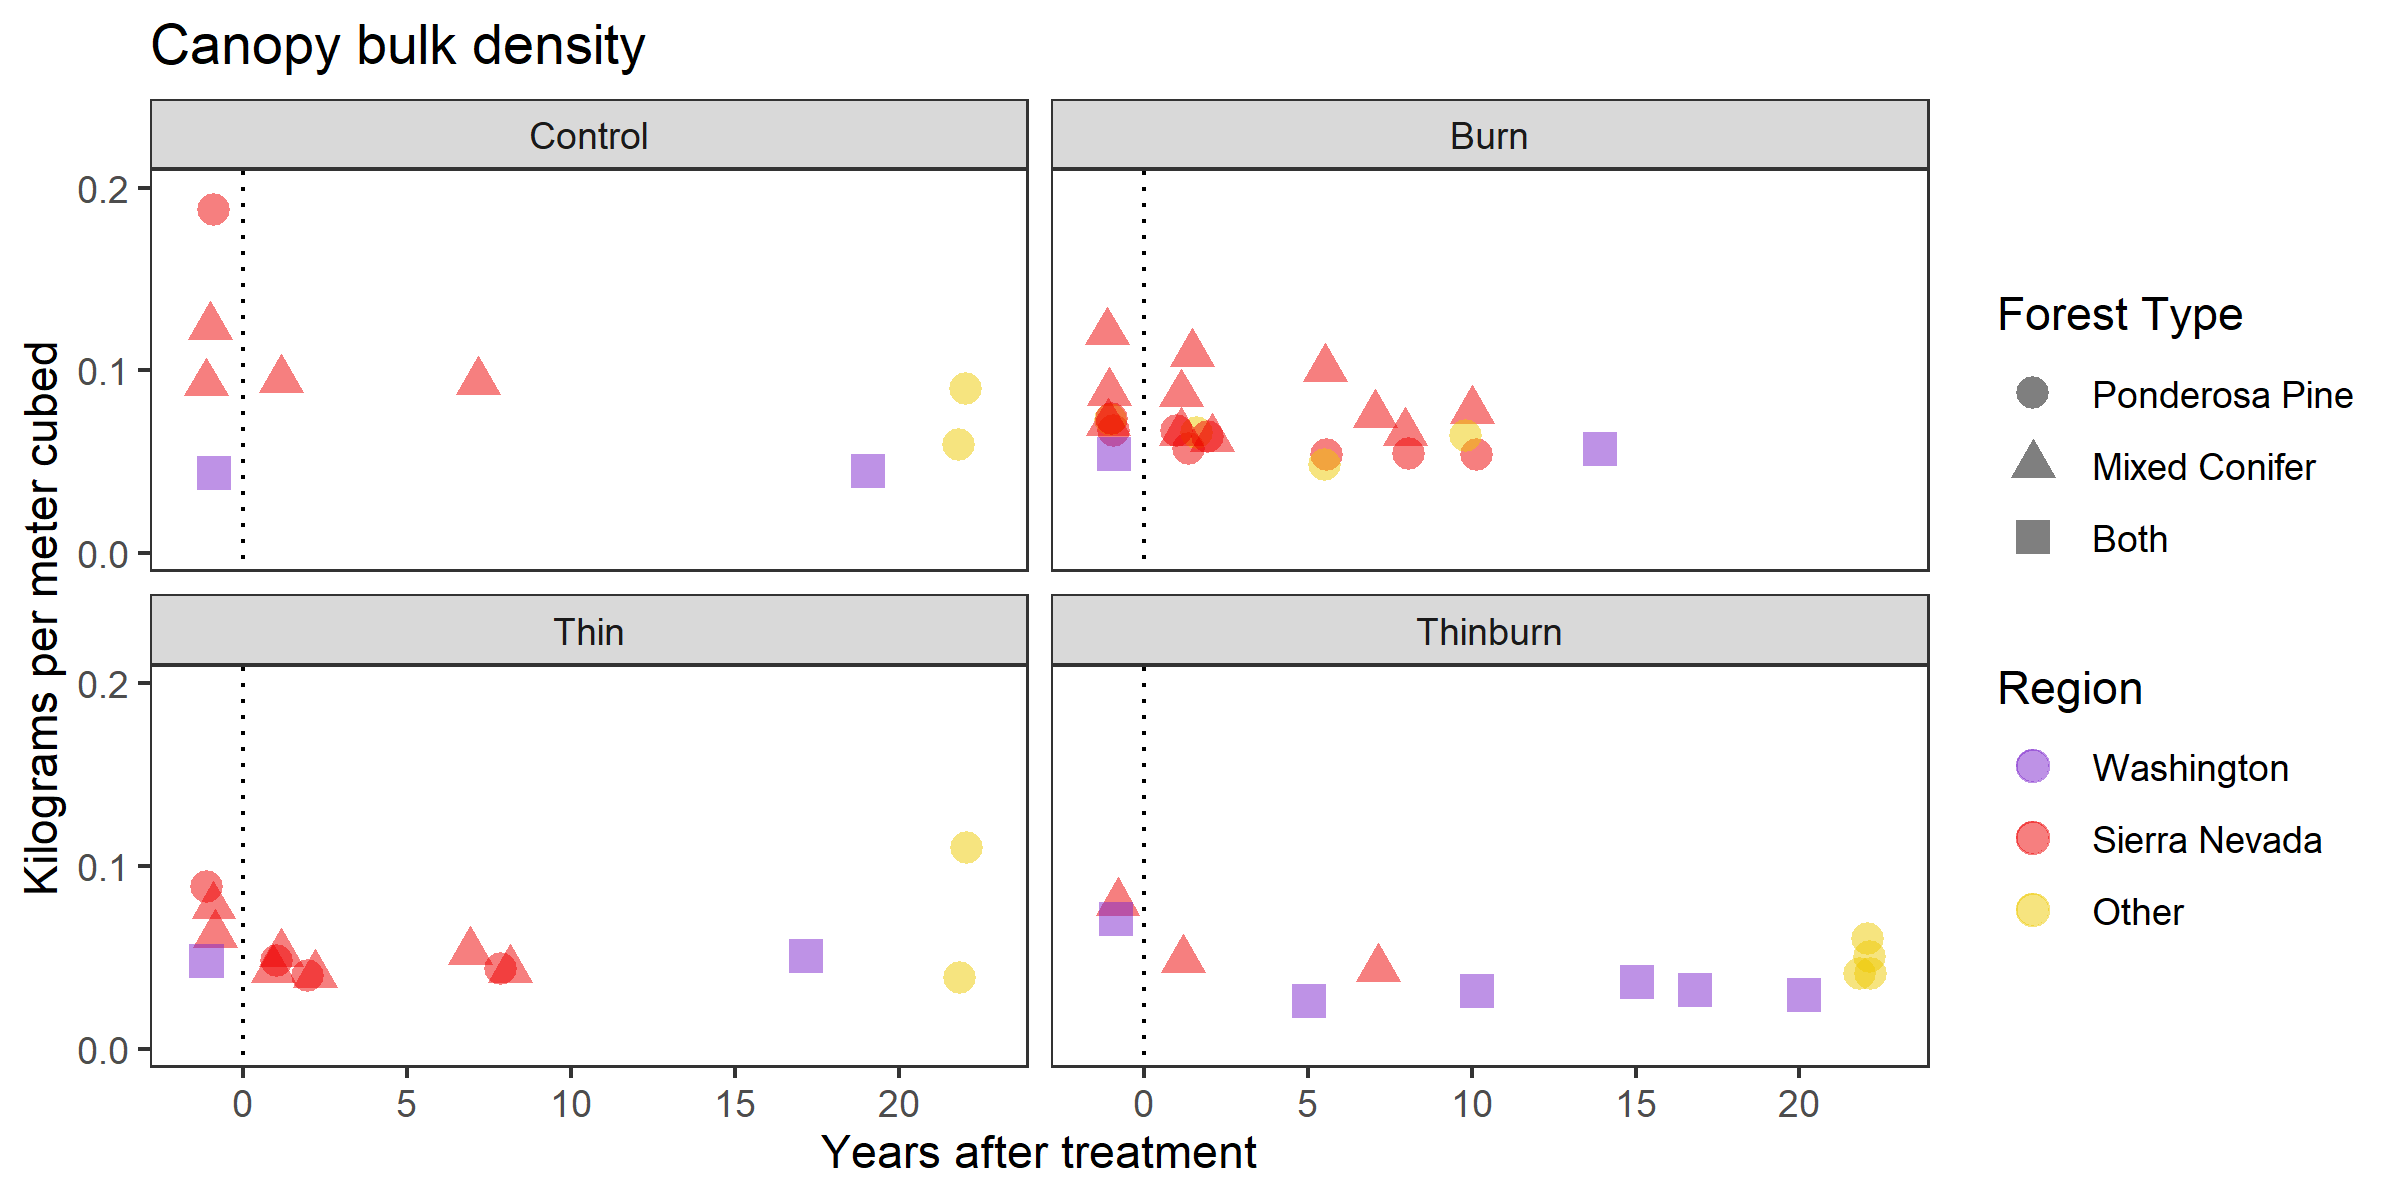 Canopy bulk density
Control
Burn
0.2
0.1
0.0
Kilograms per meter cubed
Thin
Thinburn
0.2
0.1
0.0
0 5 10 15 20
0 5 10 15 20
Years after treatment
Forest Type
Ponderosa Pine
Mixed Conifer
Both
Region
Washington
Sierra Nevada
Other